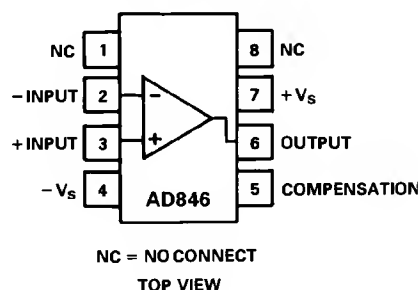 NC 1 8 NC
−INPUT 2 − 7 +VS
+INPUT 3 + 6 OUTPUT
−VS 4 5 COMPENSATION
AD846
NC = NO CONNECT
TOP VIEW